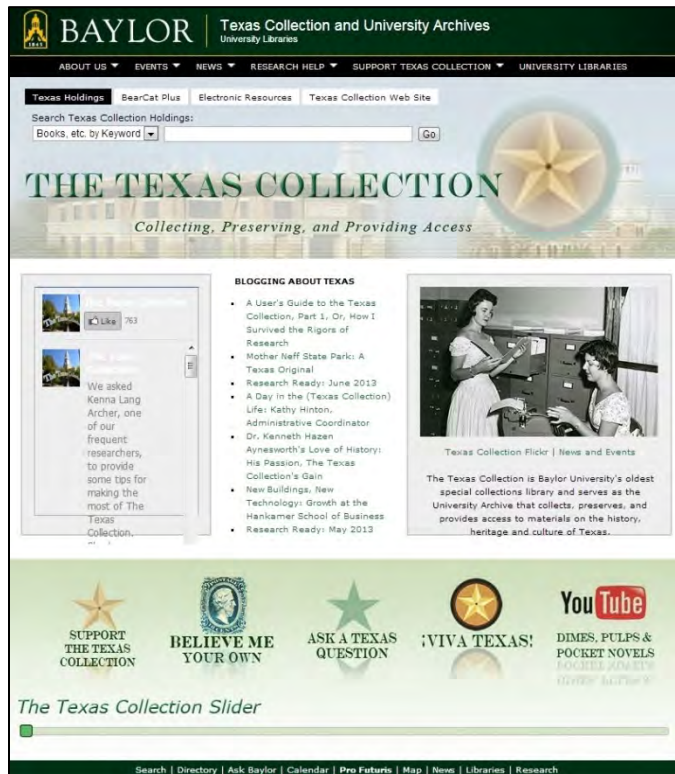 BAYLOR
Texas Collection and University Archives
University Libraries
ABOUT US
EVENTS
NEWS
RESEARCH HELP
SUPPORT TEXAS COLLECTION
UNIVERSITY LIBRARIES
Texas Holdings
BearCat Plus
Electronic Resources
Texas Collection Web Site
Search Texas Collection Holdings:
Books, etc. by Keyword
Go
THE TEXAS COLLECTION
Collecting, Preserving, and Providing Access
Like 763
We asked
Kenna Lang
Archer, one
of our
frequent
researchers,
to provide
some tips for
making the
most of The
Texas
Collection.
BLOGGING ABOUT TEXAS
A User's Guide to the Texas
Collection, Part 1, Or, How I
Survived the Rigors of
Research
Mother Neff State Park: A
Texas Original
Research Ready: June 2013
A Day in the (Texas Collection)
Life: Kathy Hinton,
Administrative Coordinator
Dr. Kenneth Hazen
Aynesworth's Love of History:
His Passion, The Texas
Collection's Gain
New Buildings, New
Technology: Growth at the
Hankamer School of Business
Research Ready: May 2013
Texas Collection Flickr | News and Events
The Texas Collection is Baylor University's oldest
special collections library and serves as the
University Archive that collects, preserves, and
provides access to materials on the history,
heritage and culture of Texas.
SUPPORT
THE TEXAS
COLLECTION
BELIEVE ME
YOUR OWN
ASK A TEXAS
QUESTION
¡VIVA TEXAS!
YouTube
DIMES, PULPS &
POCKET NOVELS
The Texas Collection Slider
Search | Directory | Ask Baylor | Calendar | Pro Futuris | Map | News | Libraries | Research